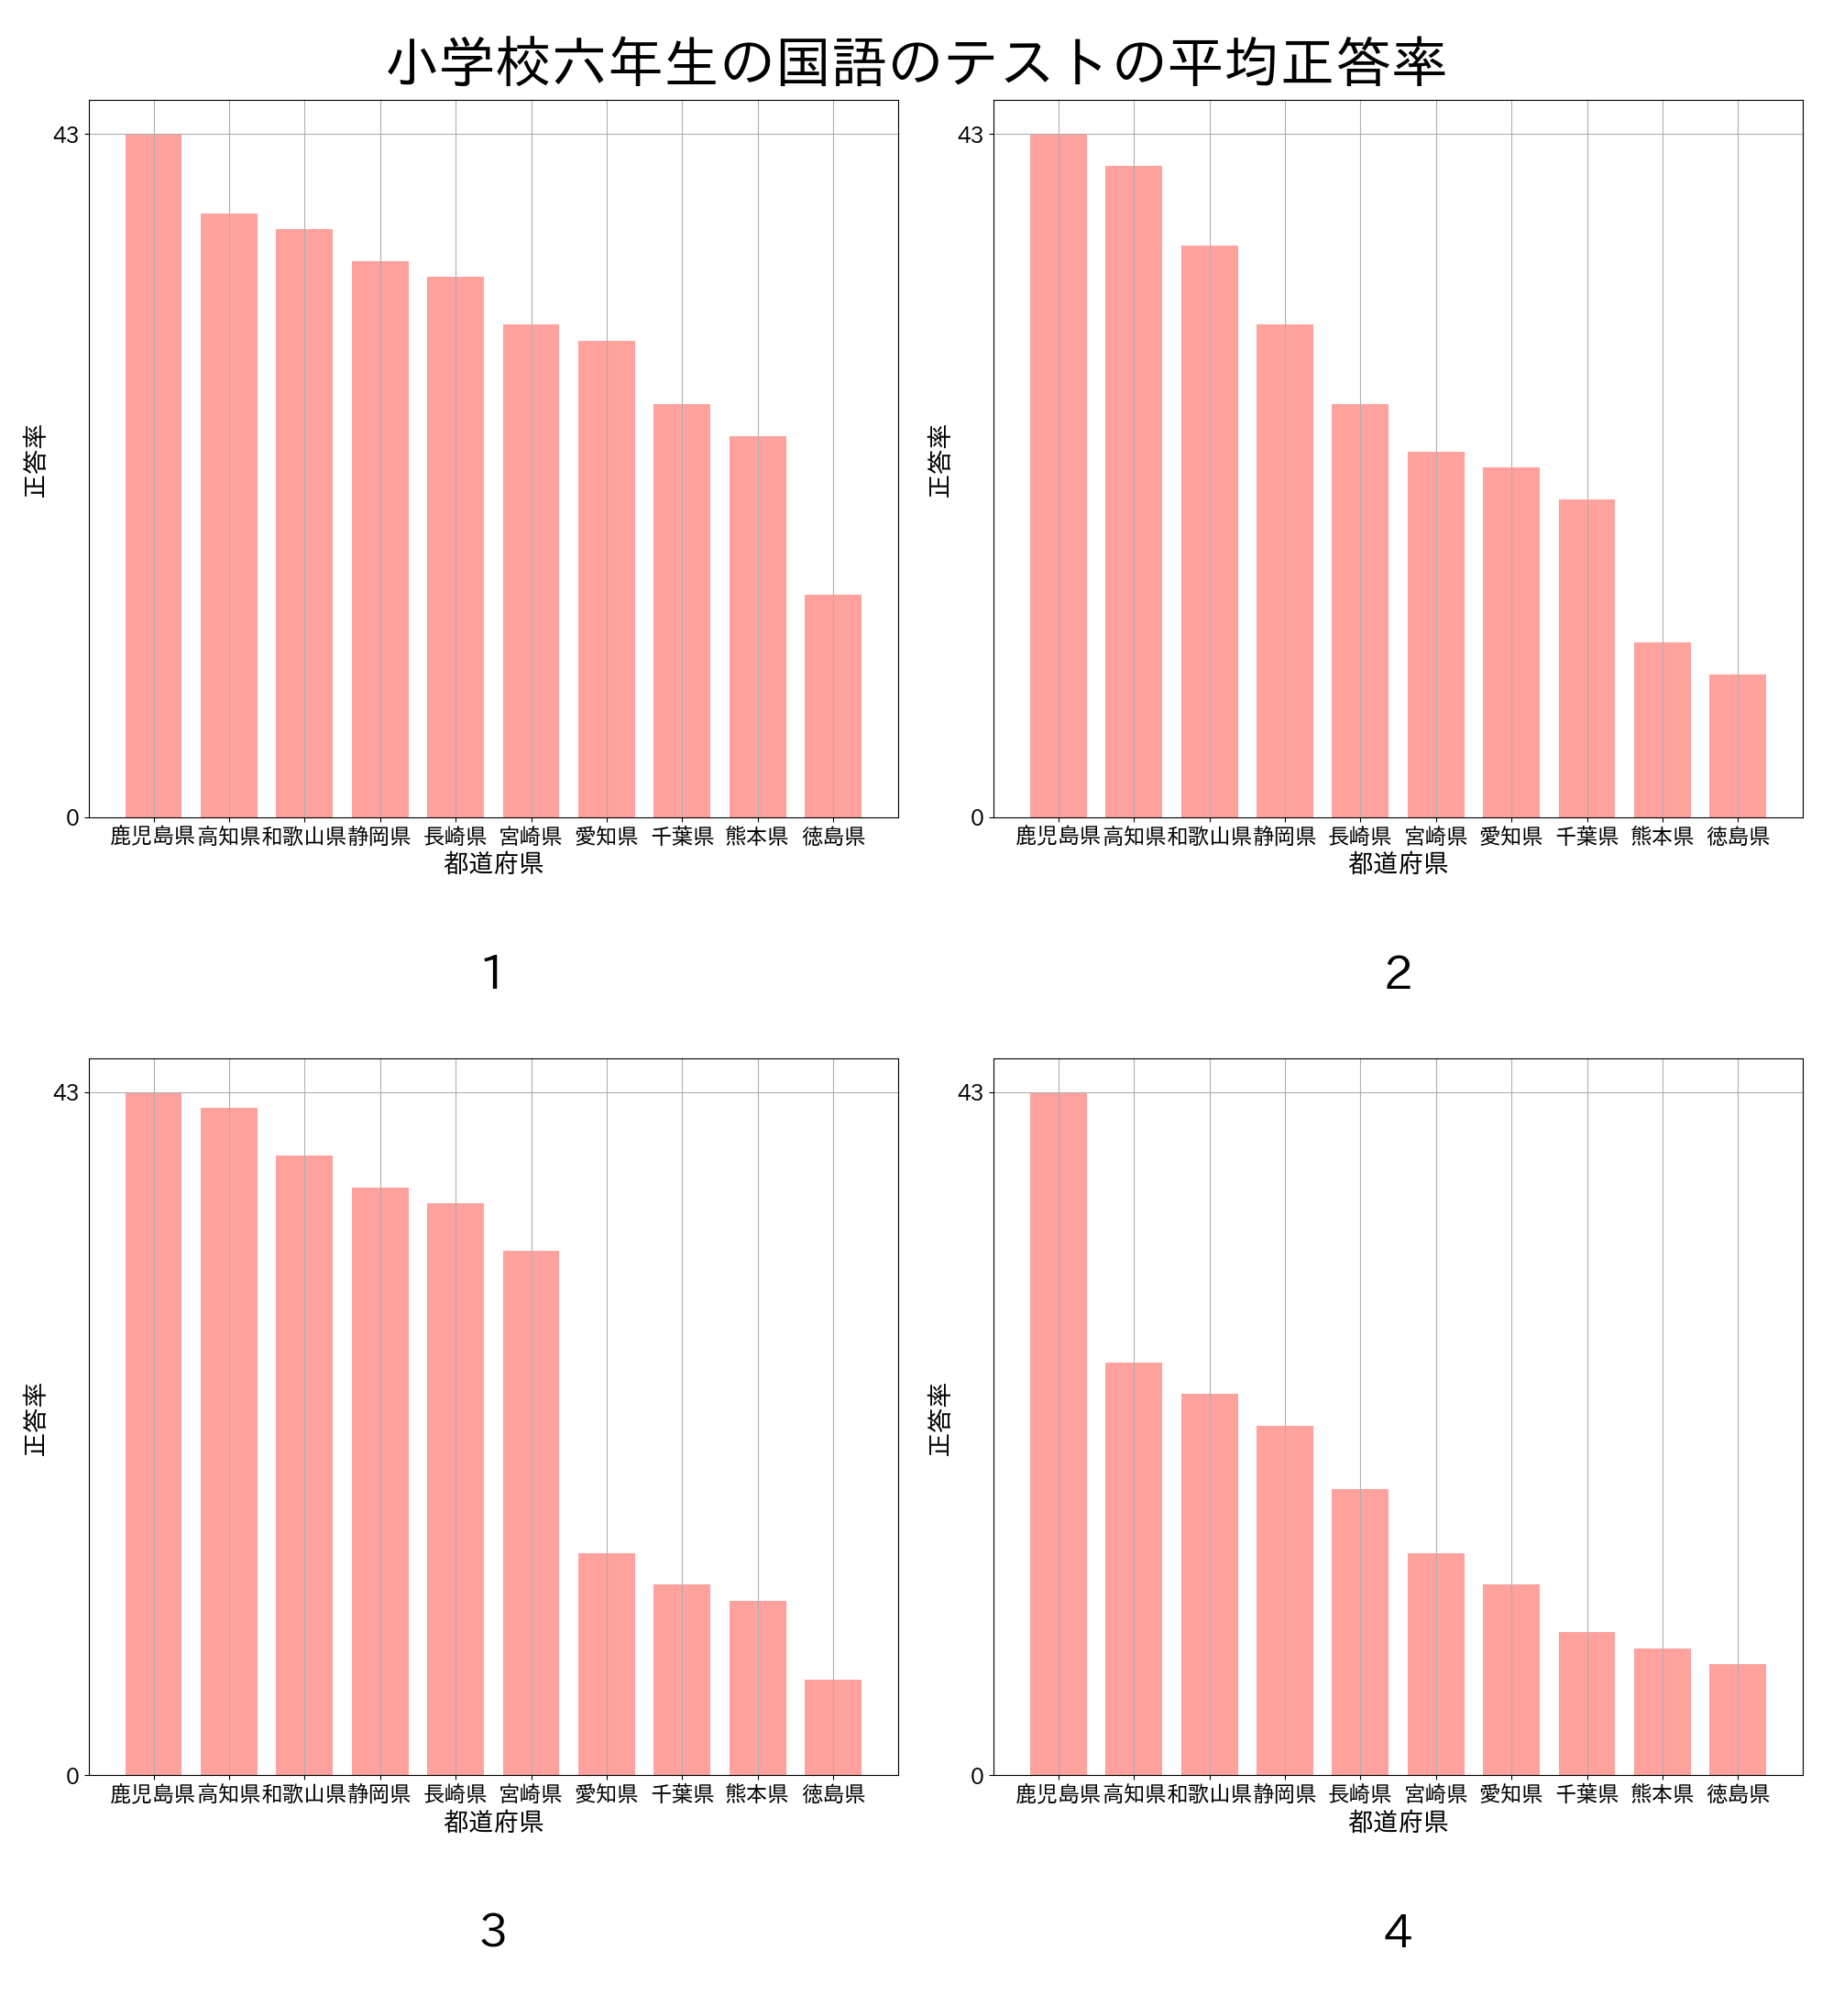 小学校六年生の国語のテストの平均正答率
43
0
正答率
鹿児島県 高知県 和歌山県 静岡県 長崎県 宮崎県 愛知県 千葉県 熊本県 徳島県
都道府県
1
43
0
正答率
鹿児島県 高知県 和歌山県 静岡県 長崎県 宮崎県 愛知県 千葉県 熊本県 徳島県
都道府県
2
43
0
正答率
鹿児島県 高知県 和歌山県 静岡県 長崎県 宮崎県 愛知県 千葉県 熊本県 徳島県
都道府県
3
43
0
正答率
鹿児島県 高知県 和歌山県 静岡県 長崎県 宮崎県 愛知県 千葉県 熊本県 徳島県
都道府県
4